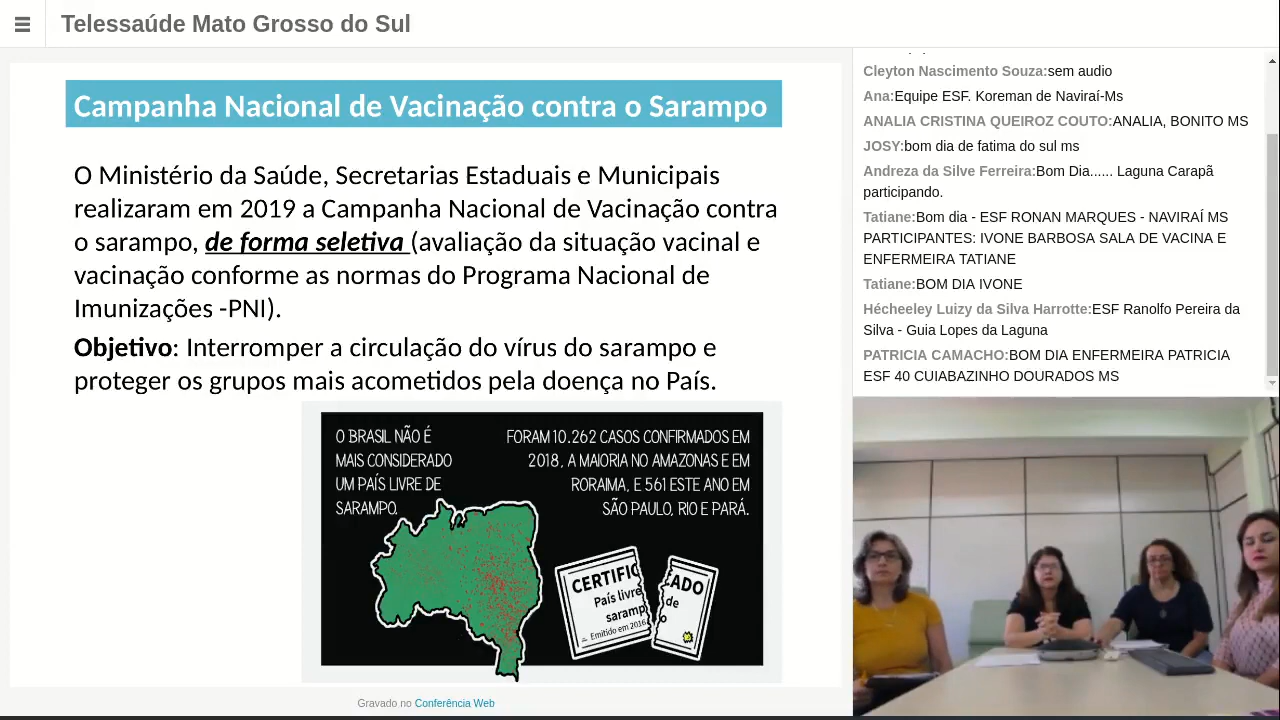 Telessaúde Mato Grosso do Sul
Campanha Nacional de Vacinação contra o Sarampo
O Ministério da Saúde, Secretarias Estaduais e Municipais
realizaram em 2019 a Campanha Nacional de Vacinação contra
o sarampo, de forma seletiva (avaliação da situação vacinal e
vacinação conforme as normas do Programa Nacional de
Imunizações -PNI).
Objetivo: Interromper a circulação do vírus do sarampo e
proteger os grupos mais acometidos pela doença no País.
O BRASIL NÃO É
MAIS CONSIDERADO
UM PAÍS LIVRE DE
SARAMPO.
FORAM 10.262 CASOS CONFIRMADOS EM
2018, A MAIORIA NO AMAZONAS E EM
RORAIMA, E 561 ESTE ANO EM
SÃO PAULO, RIO E PARÁ.
CERTIFIC
País livre
saramp
Emitido em 2016
CADO
de
o
Gravado no Conferência Web
Cleyton Nascimento Souza:sem audio
Ana:Equipe ESF. Koreman de Naviraí-Ms
ANALIA CRISTINA QUEIROZ COUTO:ANALIA, BONITO MS
JOSY:bom dia de fatima do sul ms
Andreza da Silve Ferreira:Bom Dia...... Laguna Carapã
participando.
Tatiane:Bom dia - ESF RONAN MARQUES - NAVIRAÍ MS
PARTICIPANTES: IVONE BARBOSA SALA DE VACINA E
ENFERMEIRA TATIANE
Tatiane:BOM DIA IVONE
Hécheeley Luizy da Silva Harrotte:ESF Ranolfo Pereira da
Silva - Guia Lopes da Laguna
PATRICIA CAMACHO:BOM DIA ENFERMEIRA PATRICIA
ESF 40 CUIABAZINHO DOURADOS MS